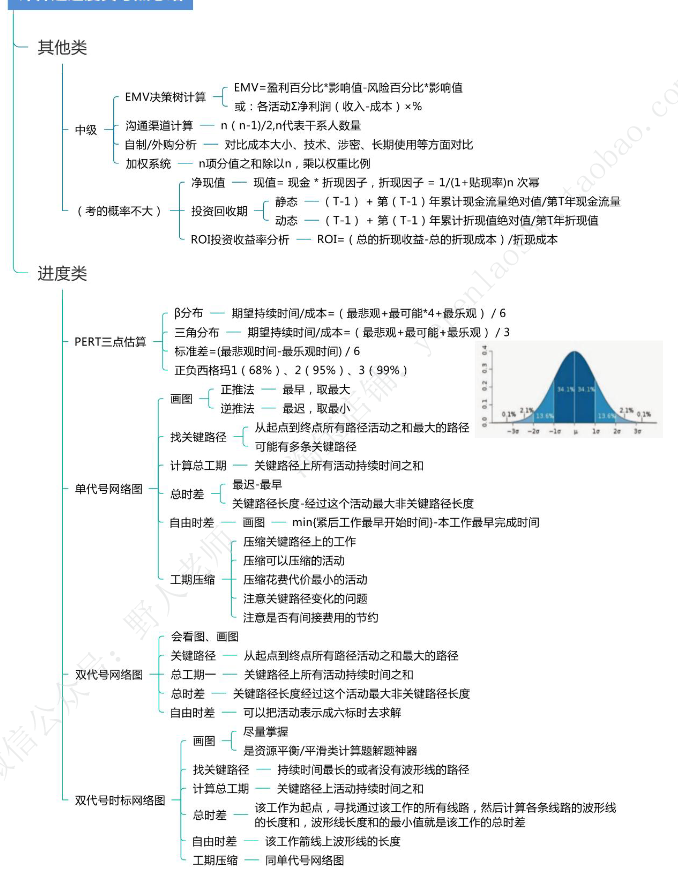 其他类
中级
EMV决策树计算
EMV=盈利百分比*影响值-风险百分比*影响值
或：各活动Σ净利润（收入-成本）×%
沟通渠道计算
n（n-1)/2,n代表干系人数量
自制/外购分析
对比成本大小、技术、涉密、长期使用等方面对比
加权系统
n项分值之和除以n，乘以权重比例
（考的概率不大）
净现值
现值= 现金 * 折现因子，折现因子 = 1/(1+贴现率)n 次幂
投资回收期
静态
（T-1） + 第（T-1）年累计现金流量绝对值/第T年现金流量
动态
（T-1） + 第（T-1）年累计折现值绝对值/第T年折现值
ROI投资收益率分析
ROI=（总的折现收益-总的折现成本）/折现成本
进度类
PERT三点估算
β分布
期望持续时间/成本=（最悲观+最可能*4+最乐观）/ 6
三角分布
期望持续时间/成本=（最悲观+最可能+最乐观）/ 3
标准差=(最悲观时间-最乐观时间) / 6
正负西格玛1（68%）、2（95%）、3（99%）
0.0 0.1 0.2 0.3 0.4
0.1% 2.1% 13.6% 34.1% 34.1% 13.6% 2.1% 0.1%
−3σ −2σ −1σ μ 1σ 2σ 3σ
单代号网络图
画图
正推法
最早，取最大
逆推法
最迟，取最小
找关键路径
从起点到终点所有路径活动之和最大的路径
可能有多条关键路径
计算总工期
关键路径上所有活动持续时间之和
总时差
最迟-最早
关键路径长度-经过这个活动最大非关键路径长度
自由时差
画图
min{紧后工作最早开始时间}-本工作最早完成时间
工期压缩
压缩关键路径上的工作
压缩可以压缩的活动
压缩花费代价最小的活动
注意关键路径变化的问题
注意是否有间接费用的节约
双代号网络图
会看图、画图
关键路径
从起点到终点所有路径活动之和最大的路径
总工期一
关键路径上所有活动持续时间之和
总时差
关键路径长度经过这个活动最大非关键路径长度
自由时差
可以把活动表示成六标时去求解
双代号时标网络图
画图
尽量掌握
是资源平衡/平滑类计算题解题神器
找关键路径
持续时间最长的或者没有波形线的路径
计算总工期
关键路径上活动持续时间之和
总时差
该工作为起点，寻找通过该工作的所有线路，然后计算各条线路的波形线
的长度和，波形线长度和的最小值就是该工作的总时差
自由时差
该工作箭线上波形线的长度
工期压缩
同单代号网络图
微信公众号：野人老师